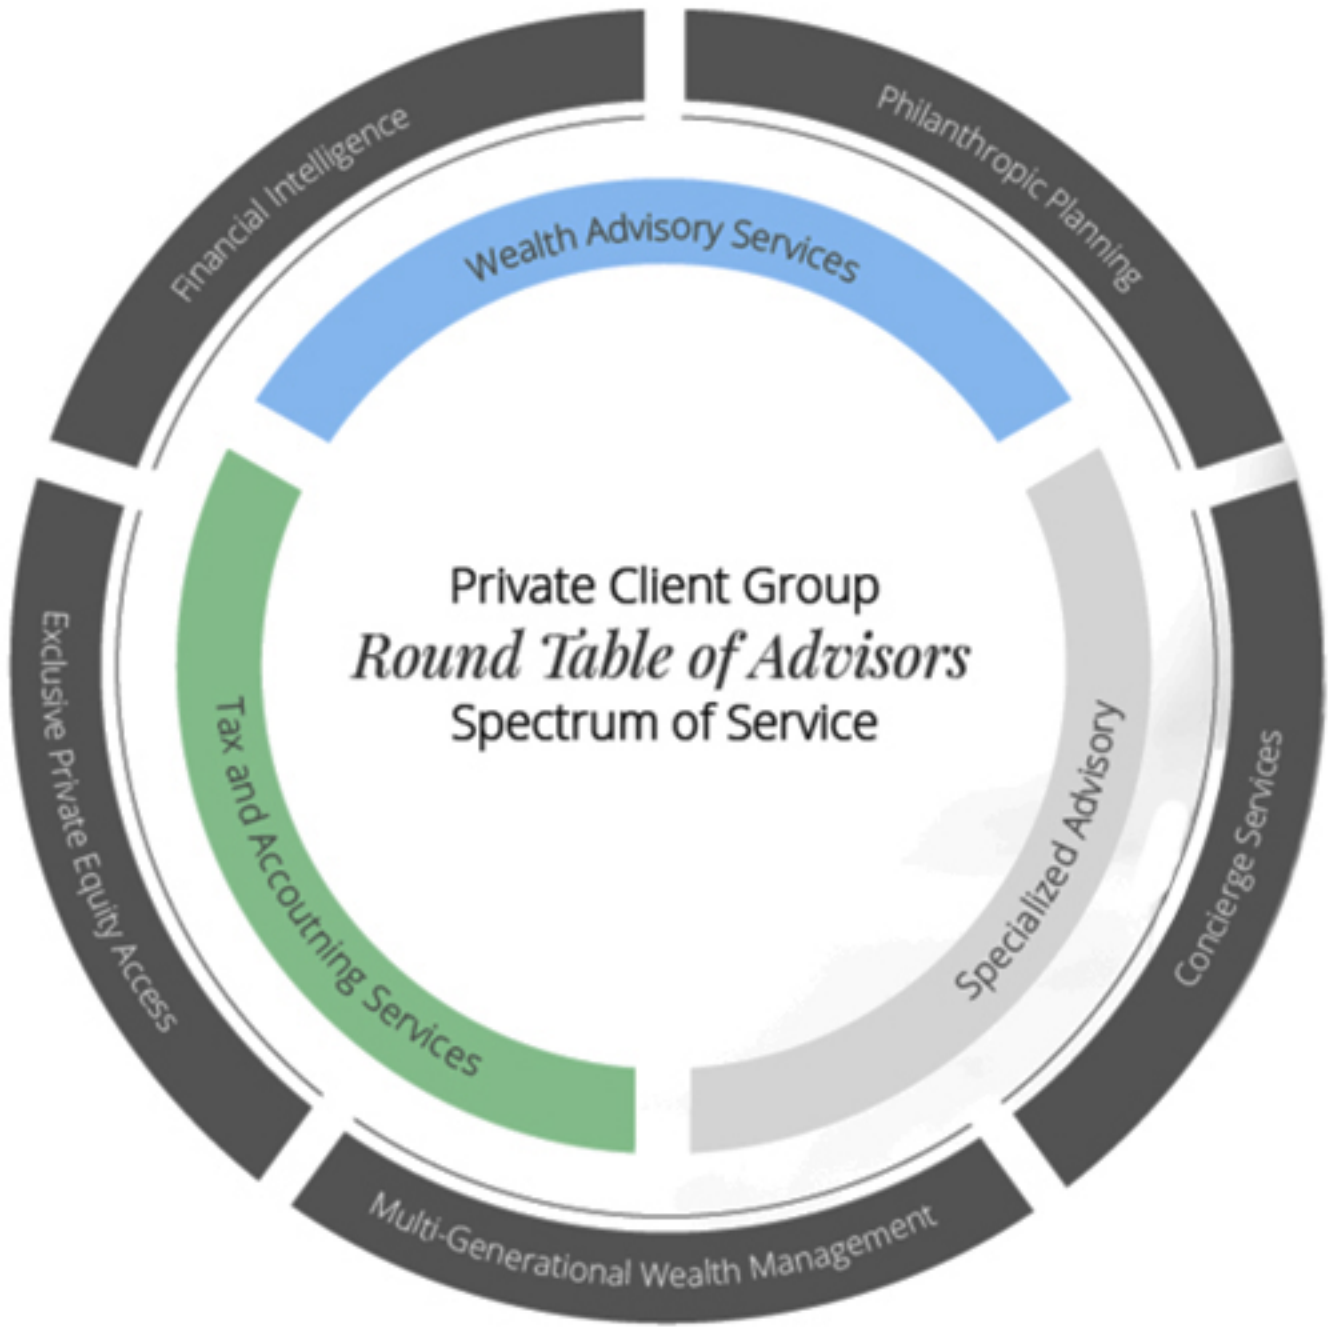 Financial Intelligence
Philanthropic Planning
Wealth Advisory Services
Private Client Group
Round Table of Advisors
Spectrum of Service
Exclusive Private Equity Access
Tax and Accoutning Services
Specialized Advisory
Concierge Services
Multi-Generational Wealth Management